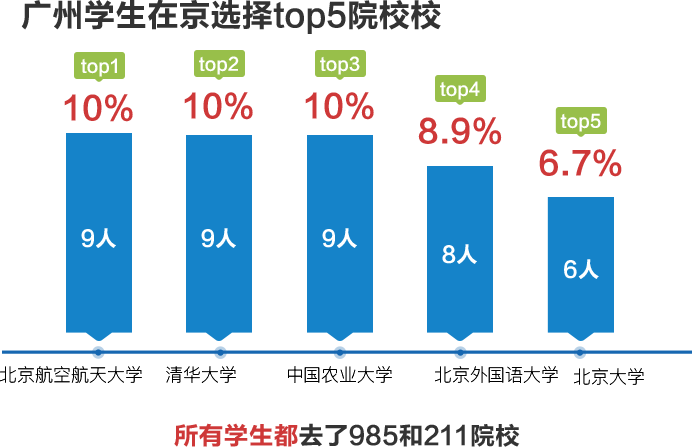 广州学生在京选择top5院校校
top1
top2
top3
top4
top5
10%
10%
10%
8.9%
6.7%
9人
9人
9人
8人
6人
北京航空航天大学
清华大学
中国农业大学
北京外国语大学
北京大学
所有学生都去了985和211院校